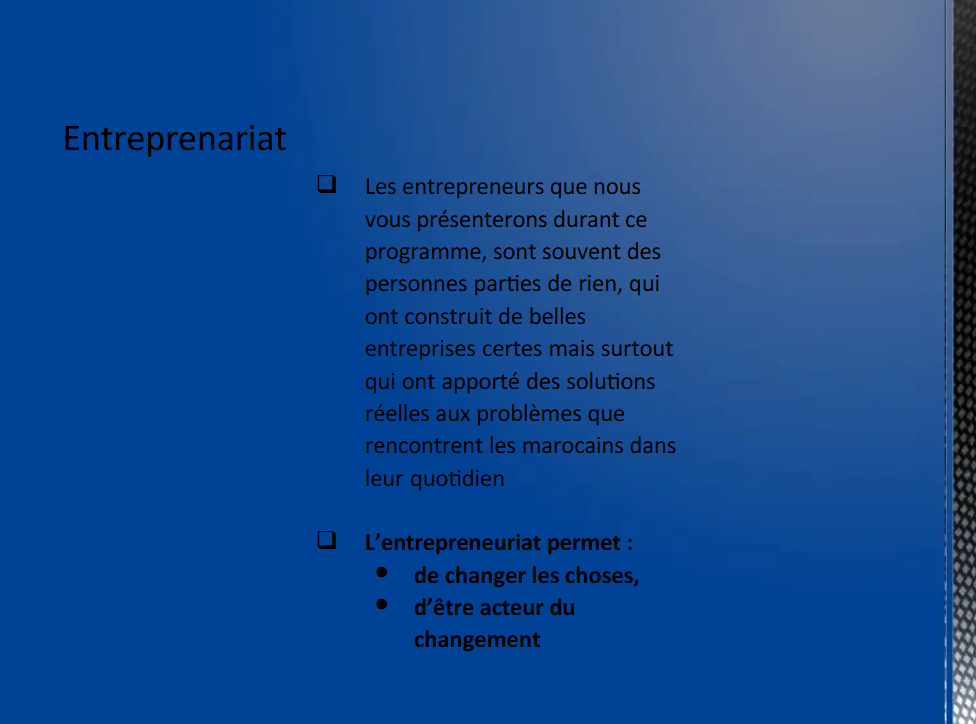 Entreprenariat
❑ Les entrepreneurs que nous
vous présenterons durant ce
programme, sont souvent des
personnes parties de rien, qui
ont construit de belles
entreprises certes mais surtout
qui ont apporté des solutions
réelles aux problèmes que
rencontrent les marocains dans
leur quotidien
❑ L’entrepreneuriat permet :
• de changer les choses,
• d’être acteur du
changement